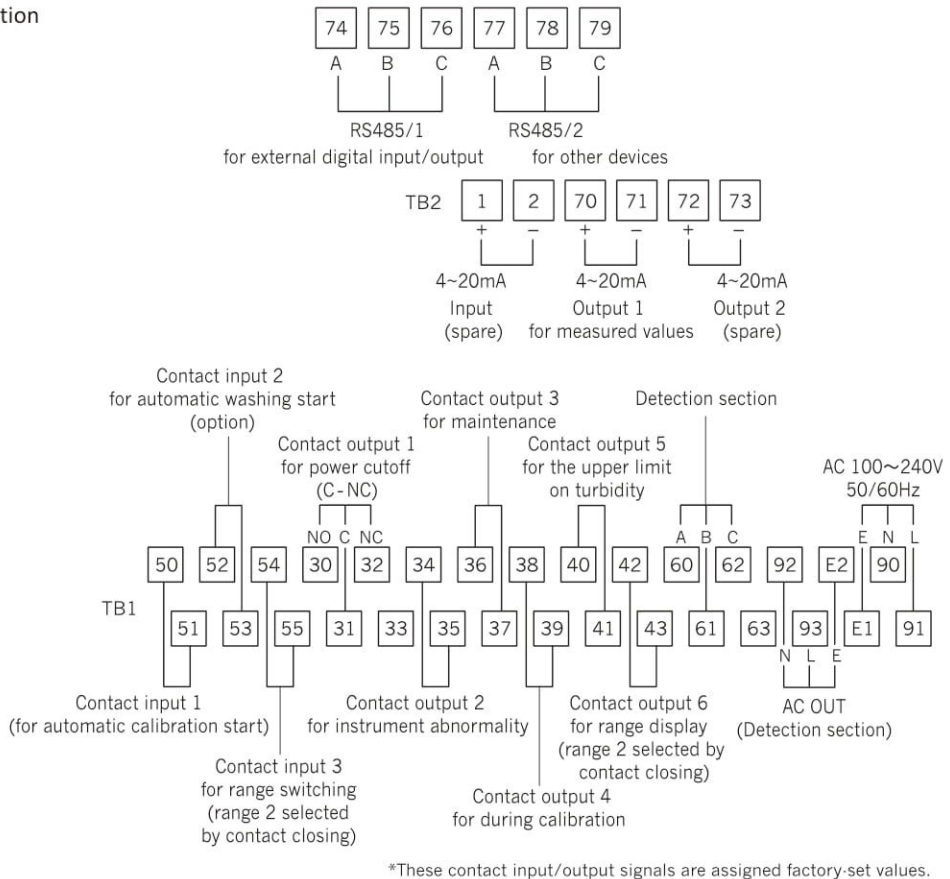 tion
74 75 76 77 78 79
A B C A B C
RS485/1 RS485/2
for external digital input/output for other devices
TB2 1 2 70 71 72 73
+ − + − + −
4~20mA 4~20mA 4~20mA
Input Output 1 Output 2
(spare) for measured values (spare)
Contact input 2
for automatic washing start
(option)
Contact output 3
for maintenance
Detection section
Contact output 1
for power cutoff
(C-NC)
Contact output 5
for the upper limit
on turbidity
AC 100～240V
50/60Hz
NO C NC A B C E N L
50 52 54 30 32 34 36 38 40 42 60 62 92 E2 90
TB1
51 53 55 31 33 35 37 39 41 43 61 63 93 E1 91
N L E
Contact input 1
(for automatic calibration start)
Contact output 2
for instrument abnormality
Contact output 6
for range display
(range 2 selected by
contact closing)
AC OUT
(Detection section)
Contact input 3
for range switching
(range 2 selected
by contact closing)
Contact output 4
for during calibration
*These contact input/output signals are assigned factory-set values.